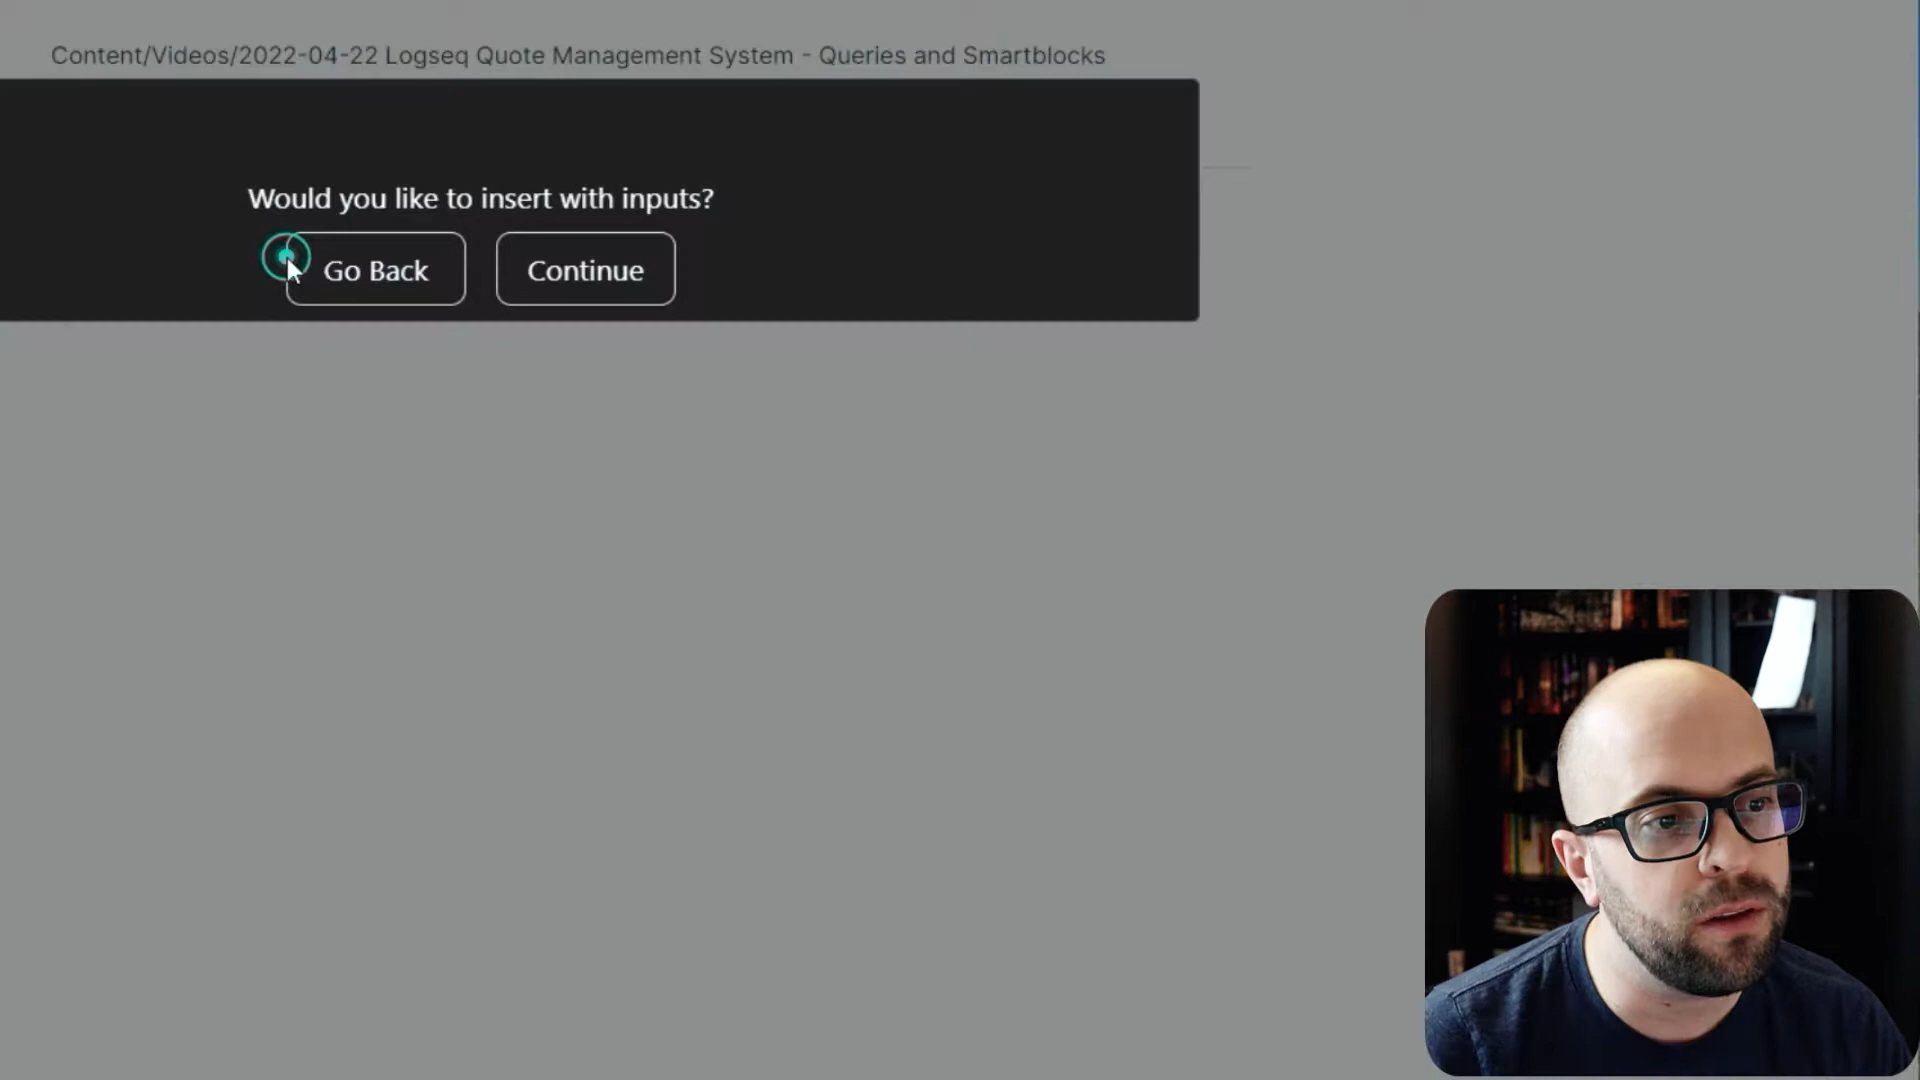 Content/Videos/2022-04-22 Logseq Quote Management System - Queries and Smartblocks
Would you like to insert with inputs?
Go Back
Continue